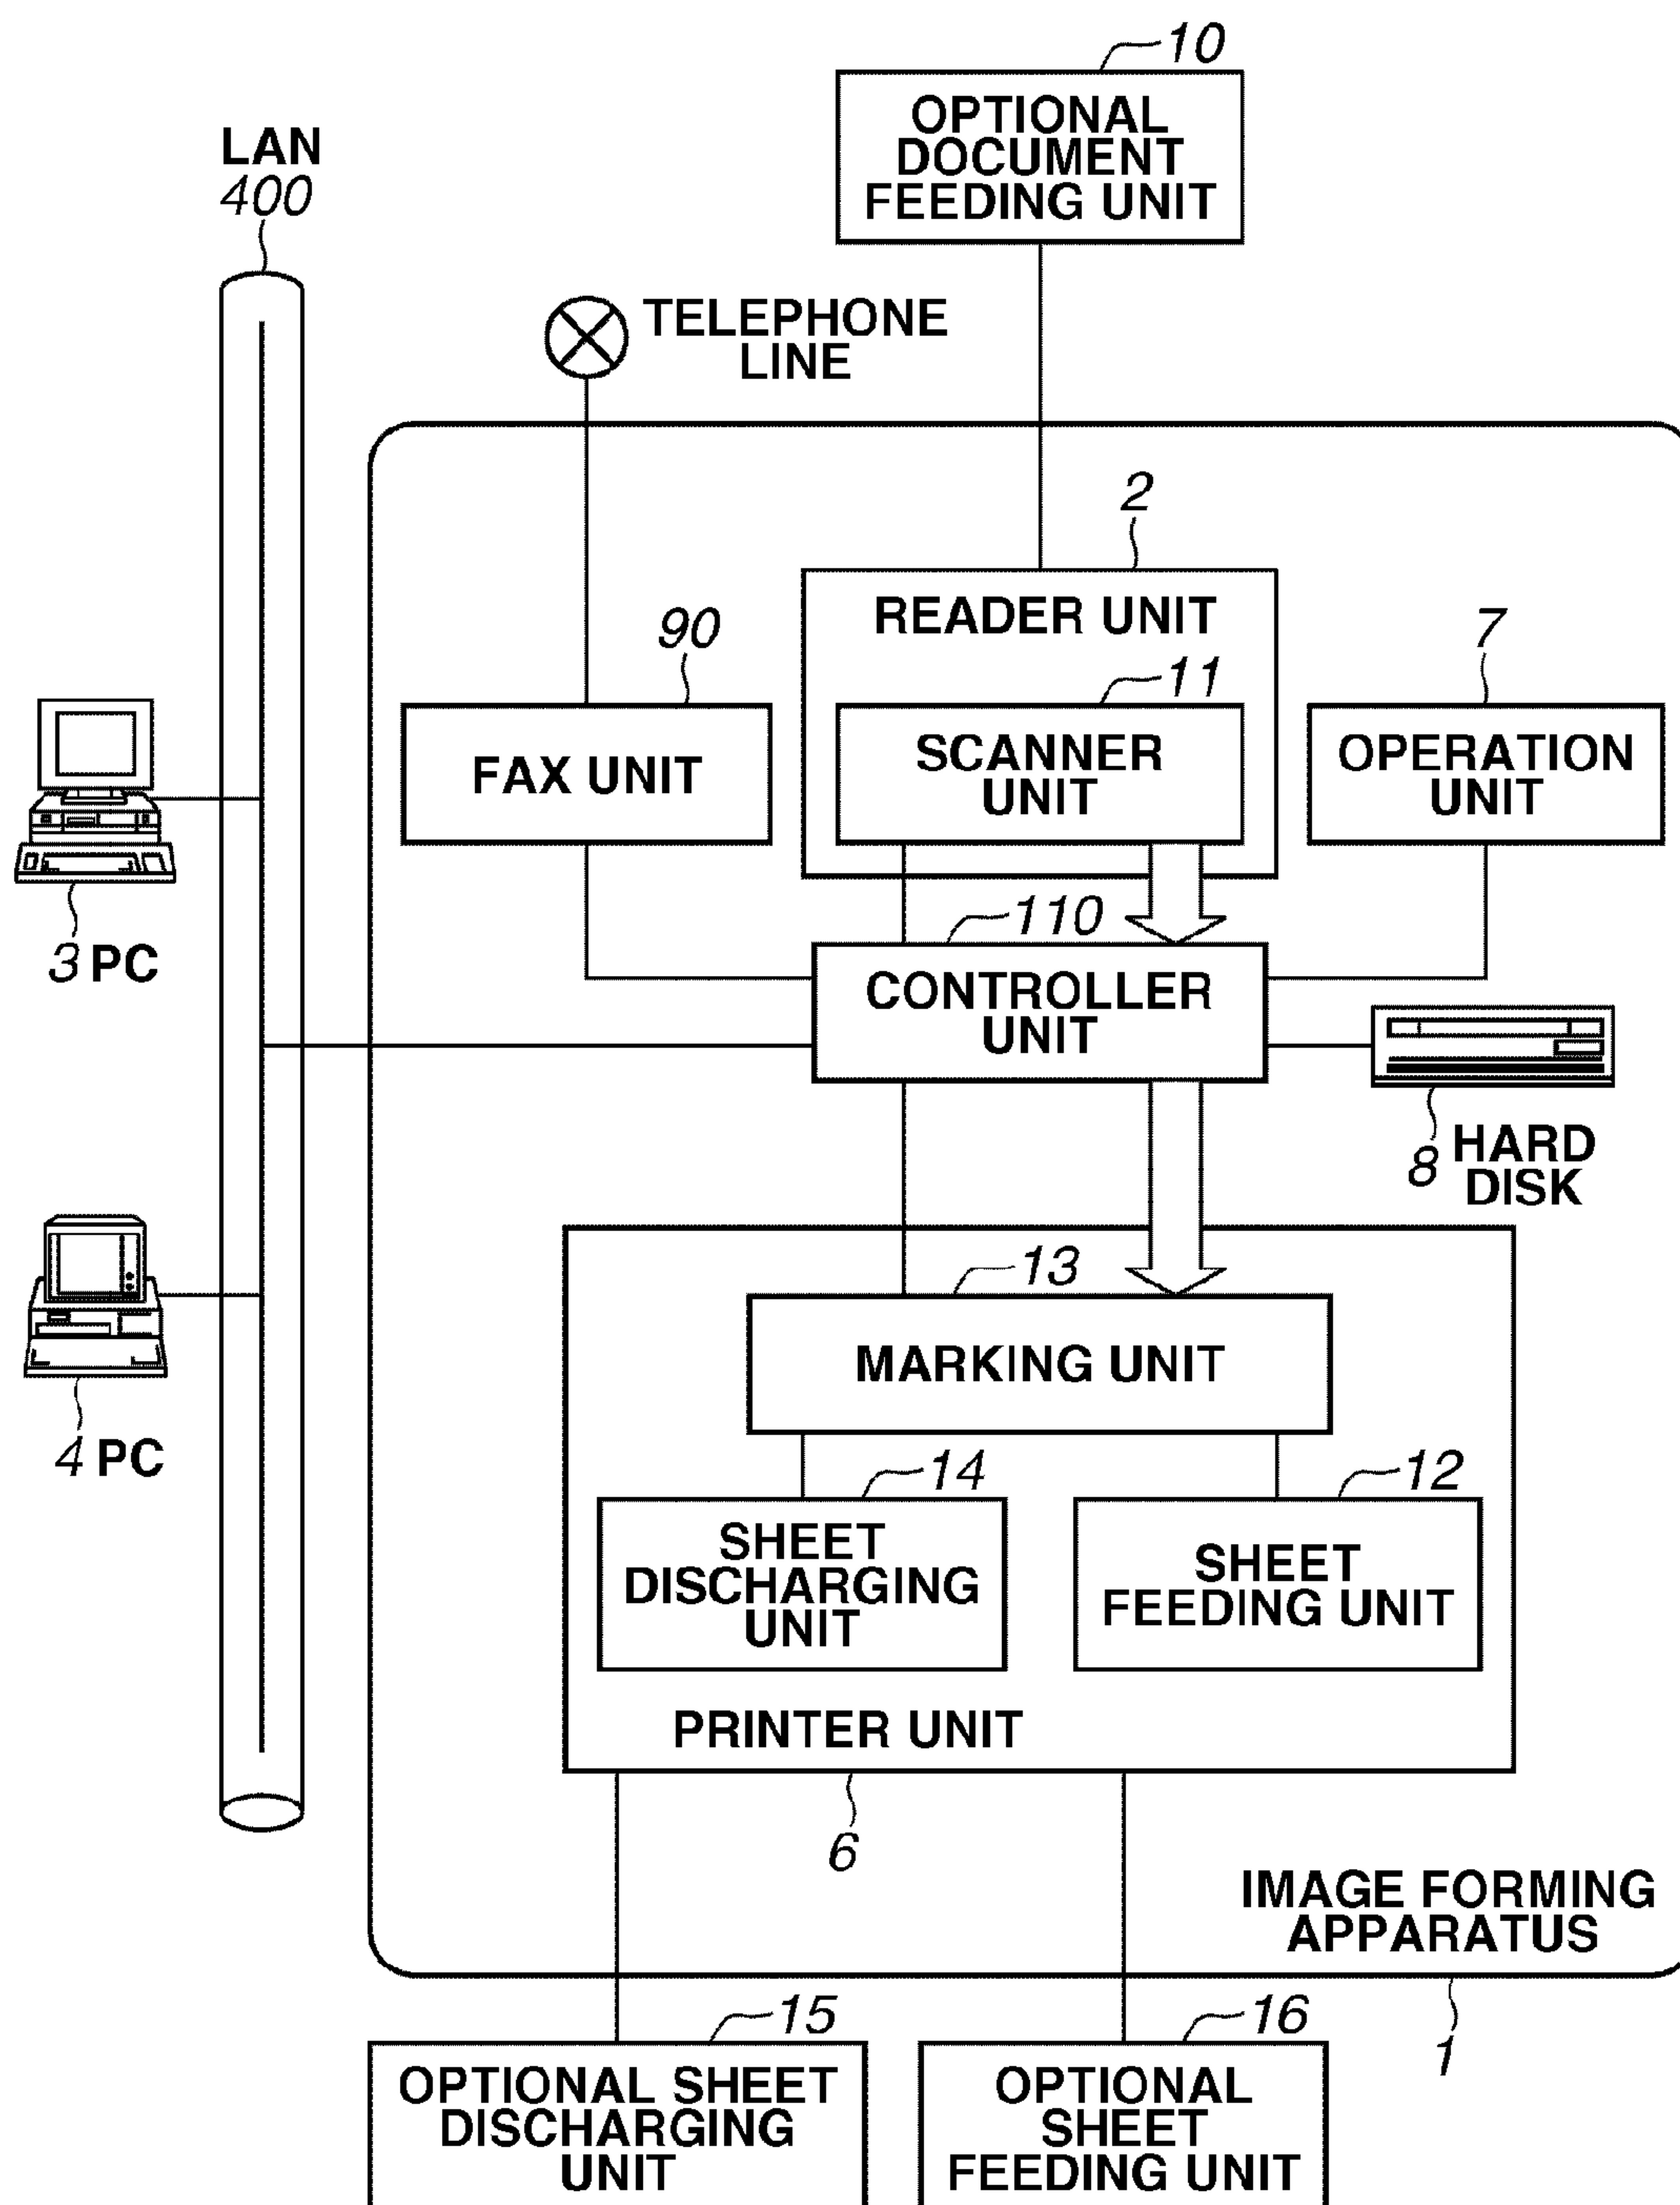 10
OPTIONAL
DOCUMENT
FEEDING UNIT
LAN
400
TELEPHONE
LINE
2
READER UNIT
90
FAX UNIT
11
SCANNER
UNIT
7
OPERATION
UNIT
3 PC
110
CONTROLLER
UNIT
8 HARD
DISK
4 PC
13
MARKING UNIT
14
SHEET
DISCHARGING
UNIT
12
SHEET
FEEDING UNIT
PRINTER UNIT
6
IMAGE FORMING
APPARATUS
1
15
OPTIONAL SHEET
DISCHARGING
UNIT
16
OPTIONAL
SHEET
FEEDING UNIT